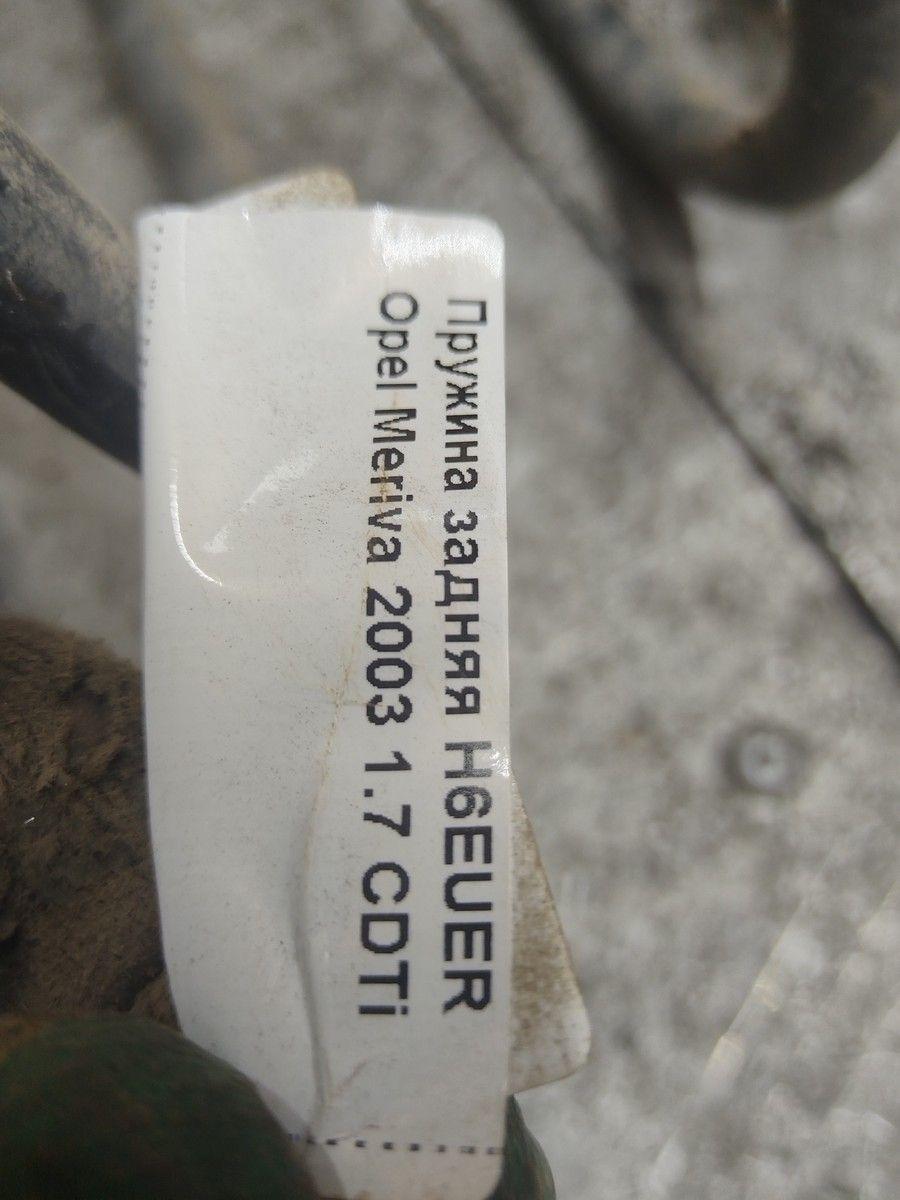 Пружина задняя H6EUER
Opel Meriva 2003 1.7 CDTi